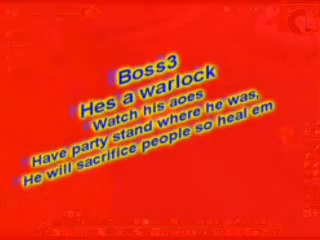 Boss3
Hes a warlock
Watch his aoes
Have party stand where he was,
He will sacrifice people so heal em